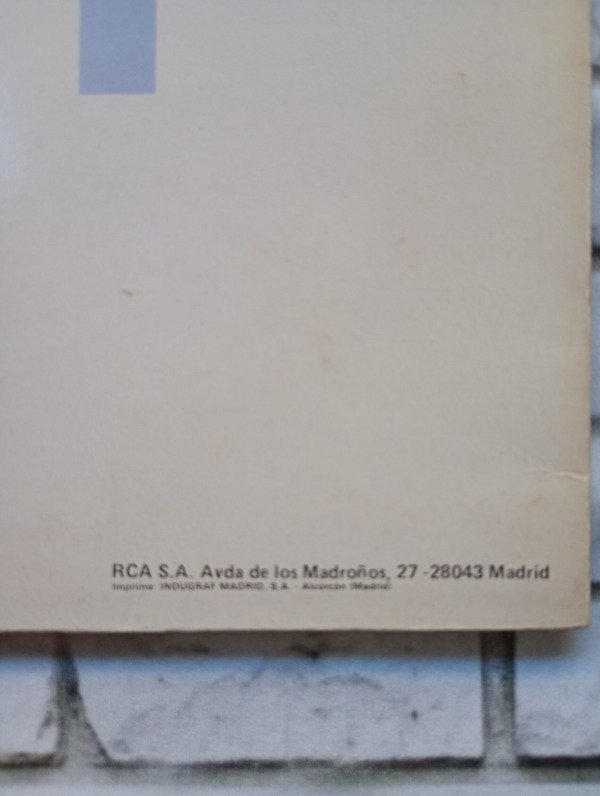 RCA S.A. Avda de los Madroños, 27 -28043 Madrid
Imprime: INDUGRAF MADRID, S.A. - Alcorcón (Madrid)